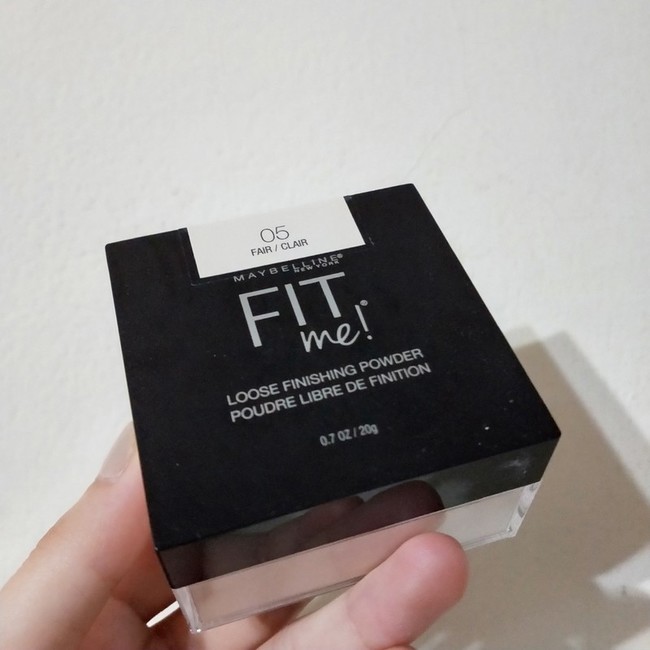 05
FAIR / CLAIR
MAYBELLINE®
NEW YORK
FIT
me!®
LOOSE FINISHING POWDER
POUDRE LIBRE DE FINITION
0.7 OZ / 20g